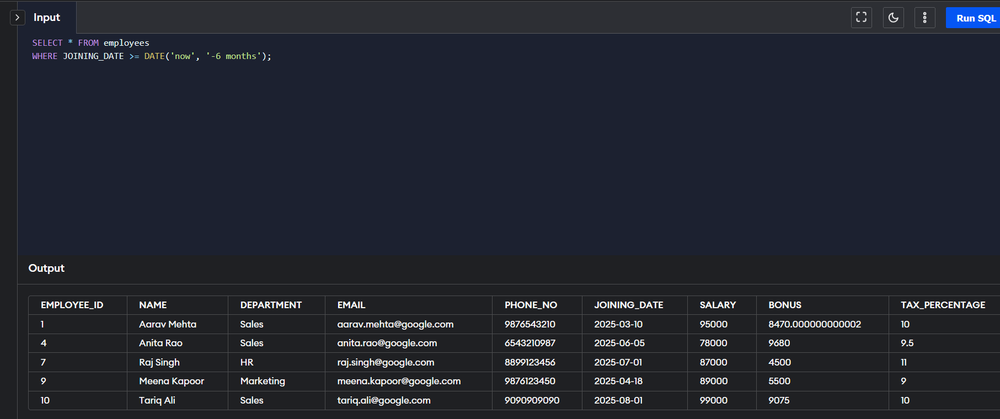 Input
Run SQL
SELECT * FROM employees
WHERE JOINING_DATE >= DATE('now', '-6 months');
Output
EMPLOYEE_ID NAME DEPARTMENT EMAIL PHONE_NO JOINING_DATE SALARY BONUS TAX_PERCENTAGE
1 Aarav Mehta Sales aarav.mehta@google.com 9876543210 2025-03-10 95000 8470.000000000002 10
4 Anita Rao Sales anita.rao@google.com 6543210987 2025-06-05 78000 9680 9.5
7 Raj Singh HR raj.singh@google.com 8899123456 2025-07-01 87000 4500 11
9 Meena Kapoor Marketing meena.kapoor@google.com 9876123450 2025-04-18 89000 5500 9
10 Tariq Ali Sales tariq.ali@google.com 9090909090 2025-08-01 99000 9075 10